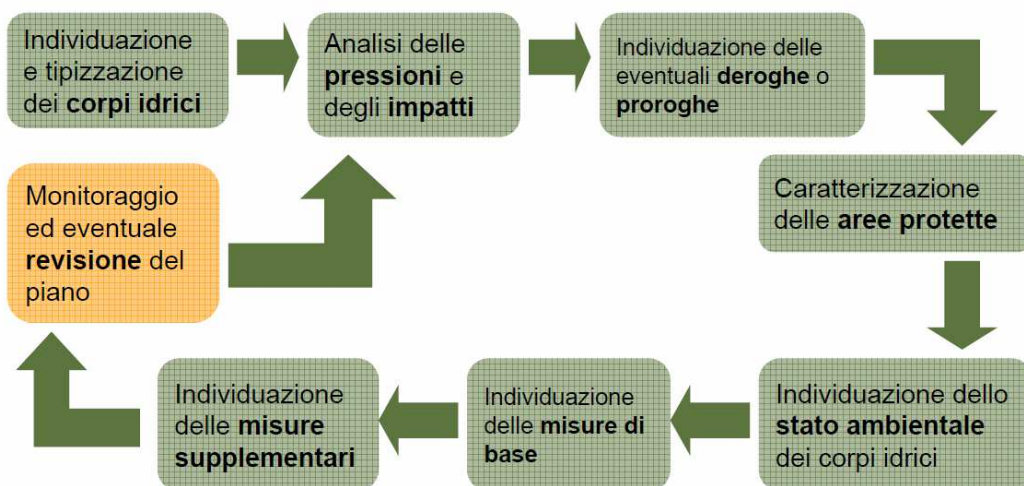 Individuazione
e tipizzazione
dei corpi idrici
Analisi delle
pressioni e
degli impatti
Individuazione delle
eventuali deroghe o
proroghe
Caratterizzazione
delle aree protette
Individuazione dello
stato ambientale
dei corpi idrici
Individuazione
delle misure di
base
Individuazione
delle misure
supplementari
Monitoraggio
ed eventuale
revisione del
piano